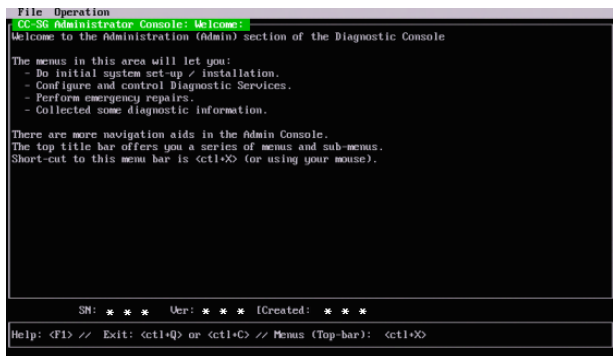 File Operation
CC-SG Administrator Console: Welcome:
Welcome to the Administration (Admin) section of the Diagnostic Console
The menus in this area will let you:
- Do initial system set-up / installation.
- Configure and control Diagnostic Services.
- Perform emergency repairs.
- Collected some diagnostic information.
There are more navigation aids in the Admin Console.
The top title bar offers you a series of menus and sub-menus.
Short-cut to this menu bar is <ctl+X> (or using your mouse).
SN: * * * Ver: * * * [Created: * * *
Help: <F1> // Exit: <ctl+Q> or <ctl+C> // Menus (Top-bar): <ctl+X>